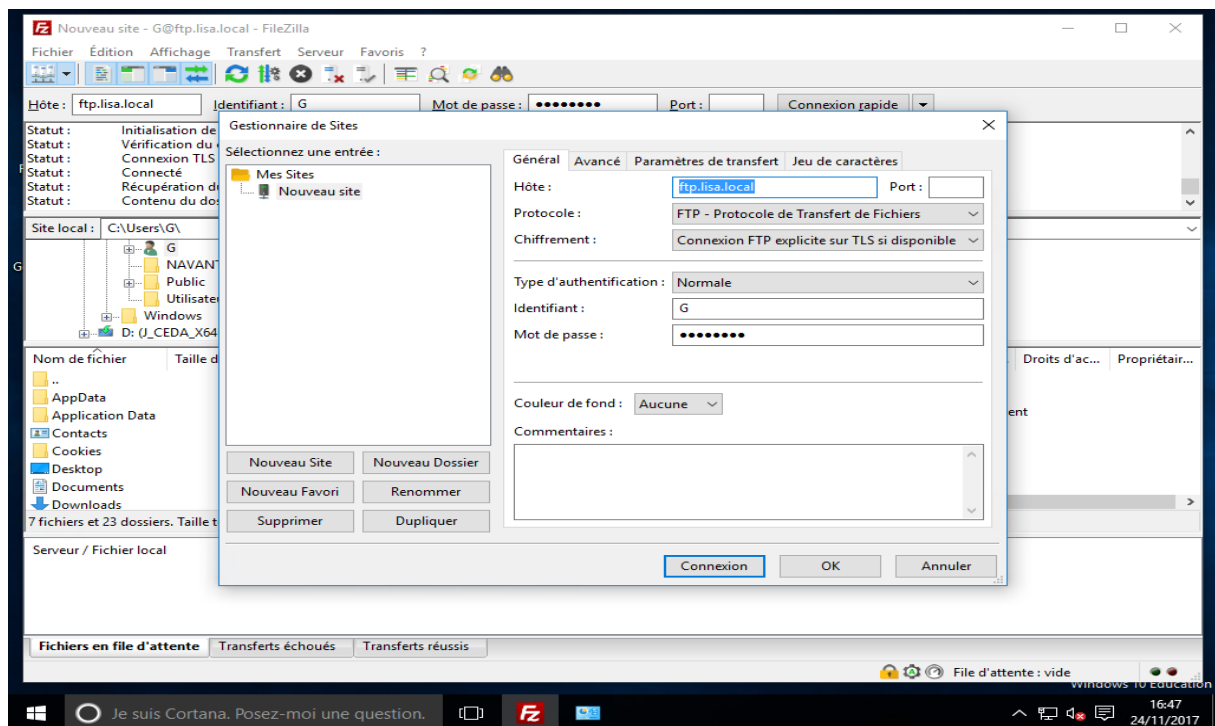 Nouveau site - G@ftp.lisa.local - FileZilla
Fichier Édition Affichage Transfert Serveur Favoris ?
Hôte : ftp.lisa.local Identifiant : G Mot de passe : ●●●●●●●● Port : Connexion rapide
Statut : Initialisation de
Statut : Vérification du
Statut : Connexion TLS
Statut : Connecté
Statut : Récupération d
Statut : Contenu du do
Site local : C:\Users\G\
G
NAVANT
Public
Utilisate
Windows
D: (J_CEDA_X64
Nom de fichier Taille d
Droits d'ac... Propriétair...
..
AppData
Application Data
ent
Contacts
Cookies
Desktop
Documents
Downloads
7 fichiers et 23 dossiers. Taille t
Serveur / Fichier local
Gestionnaire de Sites
Sélectionnez une entrée :
Mes Sites
Nouveau site
Nouveau Site Nouveau Dossier
Nouveau Favori Renommer
Supprimer Dupliquer
Général Avancé Paramètres de transfert Jeu de caractères
Hôte : ftp.lisa.local Port :
Protocole : FTP - Protocole de Transfert de Fichiers
Chiffrement : Connexion FTP explicite sur TLS si disponible
Type d'authentification : Normale
Identifiant : G
Mot de passe : ●●●●●●●●
Couleur de fond : Aucune
Commentaires :
Connexion OK Annuler
Fichiers en file d'attente Transferts échoués Transferts réussis
File d'attente : vide
Windows 10 Education
Je suis Cortana. Posez-moi une question.
16:47
24/11/2017